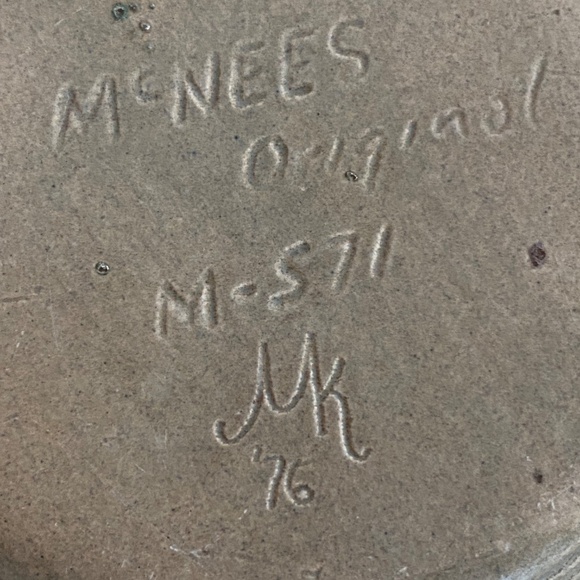 McNEES
Original
M-571
MK
'76